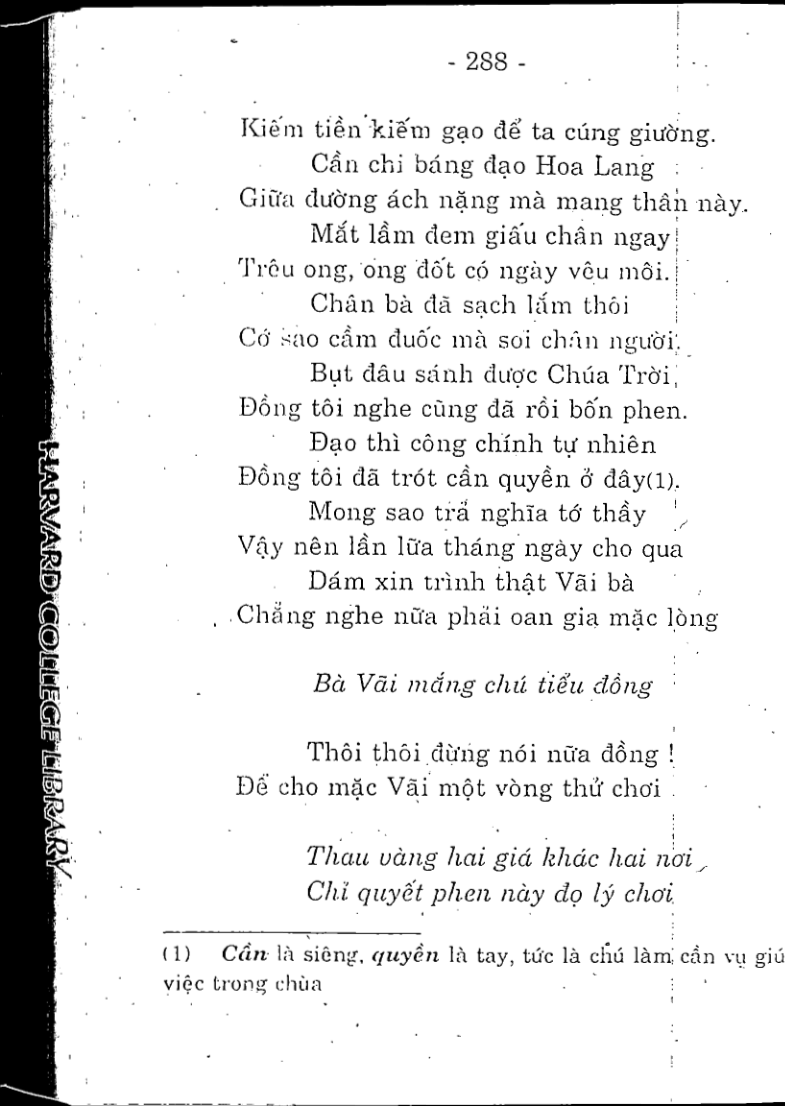 - 288 -
Kiếm tiền kiếm gạo để ta cúng giường.
Cần chi báng đạo Hoa Lang
Giữa đường ách nặng mà mang thân này.
Mắt lầm đem giấu chân ngay
Trêu ong, ong đốt có ngày vêu môi.
Chân bà đã sạch lắm thôi
Cớ sao cầm đuốc mà soi chân người.
Bụt đâu sánh được Chúa Trời
Đồng tôi nghe cũng đã rồi bốn phen.
Đạo thì công chính tự nhiên
Đồng tôi đã trót cần quyền ở đây(1).
Mong sao trả nghĩa tớ thầy
Vậy nên lần lữa tháng ngày cho qua
Dám xin trình thật Vãi bà
Chẳng nghe nữa phải oan gia mặc lòng
Bà Vãi mắng chú tiểu đồng
Thôi thôi đừng nói nữa đồng !
Để cho mặc Vãi một vòng thử chơi
Thau vàng hai giá khác hai nơi
Chỉ quyết phen này đọ lý chơi
(1) Cần là siêng, quyền là tay, tức là chú làm cần vụ giú
việc trong chùa
HARVARD COLLEGE LIBRARY